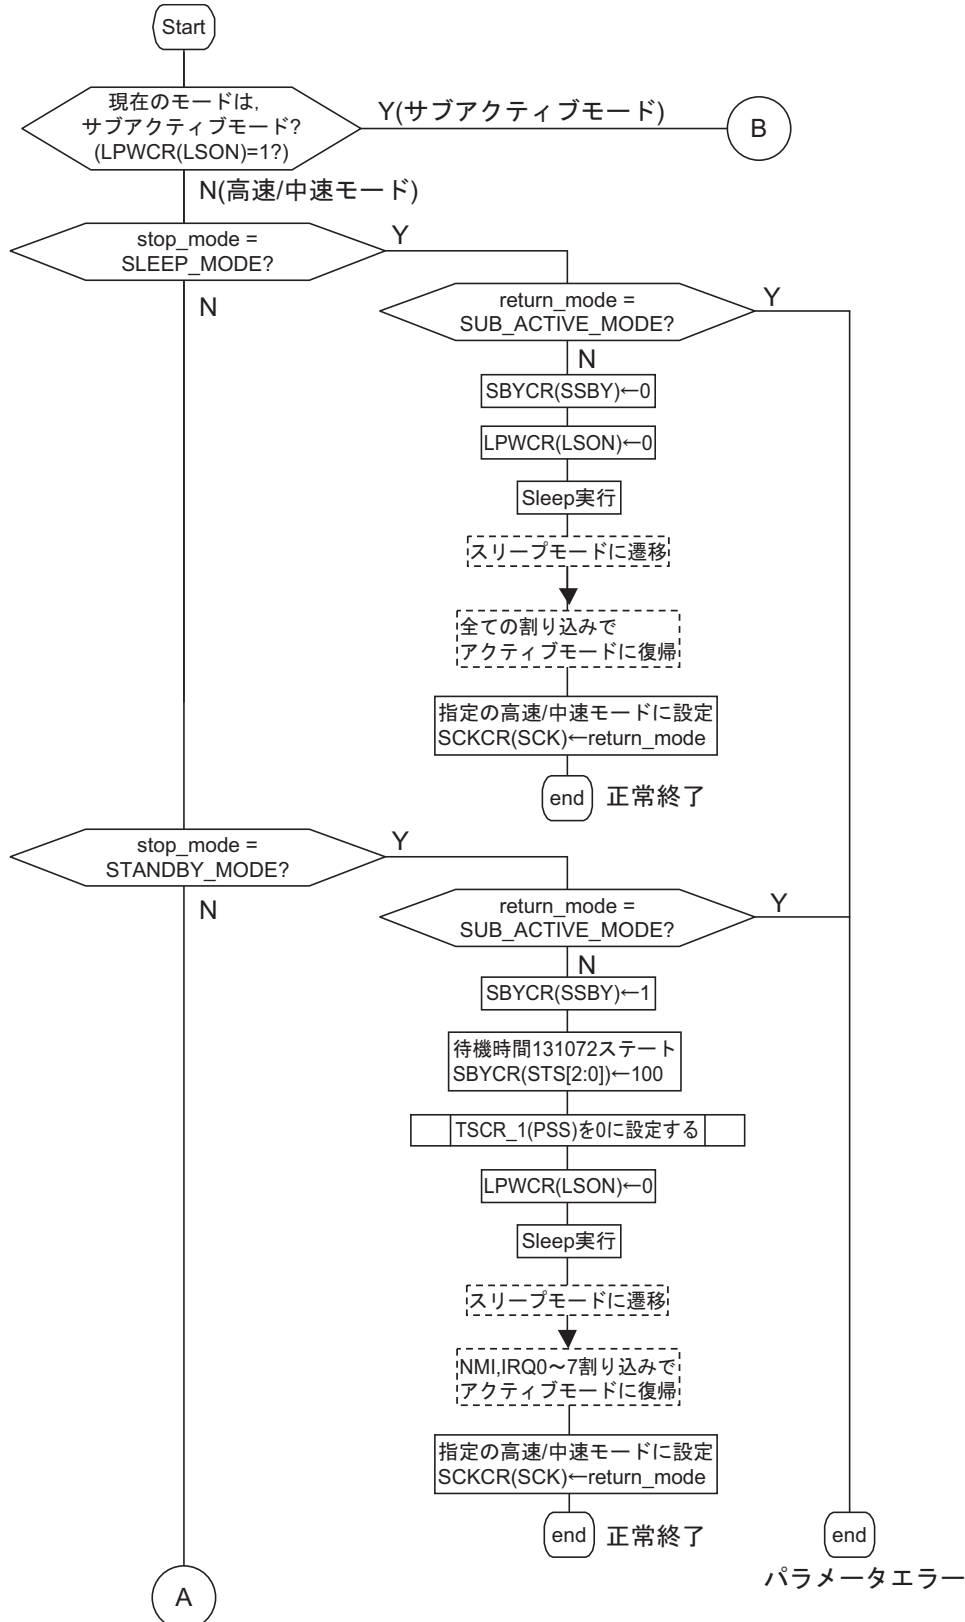 Start
現在のモードは,
サブアクティブモード?
(LPWCR(LSON)=1?)
Y(サブアクティブモード)
B
N(高速/中速モード)
stop_mode =
SLEEP_MODE?
Y
N
return_mode =
SUB_ACTIVE_MODE?
Y
N
SBYCR(SSBY)←0
LPWCR(LSON)←0
Sleep実行
スリープモードに遷移
全ての割り込みで
アクティブモードに復帰
指定の高速/中速モードに設定
SCKCR(SCK)←return_mode
end
正常終了
stop_mode =
STANDBY_MODE?
Y
N
return_mode =
SUB_ACTIVE_MODE?
Y
N
SBYCR(SSBY)←1
待機時間131072ステート
SBYCR(STS[2:0])←100
TSCR_1(PSS)を0に設定する
LPWCR(LSON)←0
Sleep実行
スリープモードに遷移
NMI,IRQ0〜7割り込みで
アクティブモードに復帰
指定の高速/中速モードに設定
SCKCR(SCK)←return_mode
end
正常終了
end
パラメータエラー
A